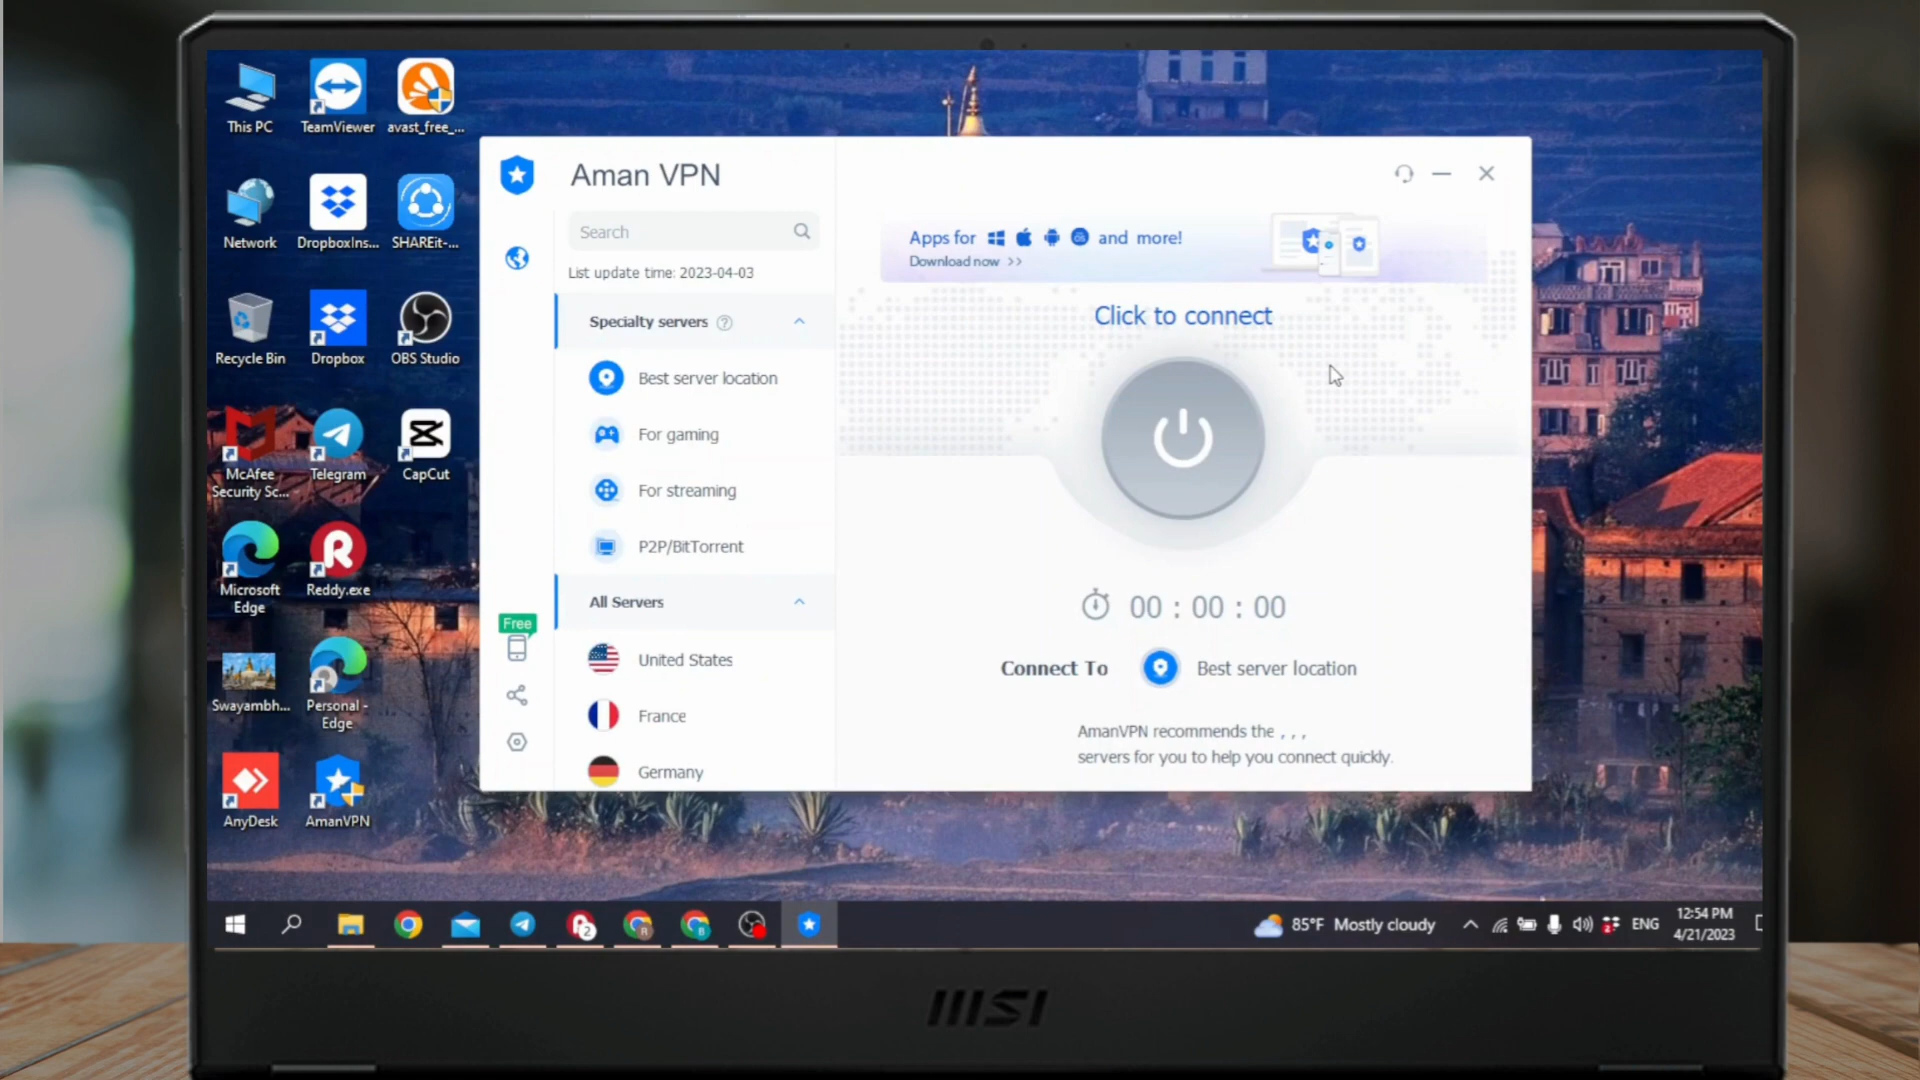 This PC
TeamViewer
avast_free_...
Network
DropboxIns...
SHAREit-...
Recycle Bin
Dropbox
OBS Studio
McAfee
Security Sc...
Telegram
CapCut
Microsoft
Edge
Reddy.exe
Swayambh...
Personal -
Edge
AnyDesk
AmanVPN
Aman VPN
Search
List update time: 2023-04-03
Specialty servers ?
Best server location
For gaming
For streaming
P2P/BitTorrent
All Servers
United States
France
Germany
Free
Apps for and more!
Download now >>
Click to connect
00 : 00 : 00
Connect To Best server location
AmanVPN recommends the , , ,
servers for you to help you connect quickly.
2
R
B
85°F Mostly cloudy
ENG
12:54 PM
4/21/2023
msi